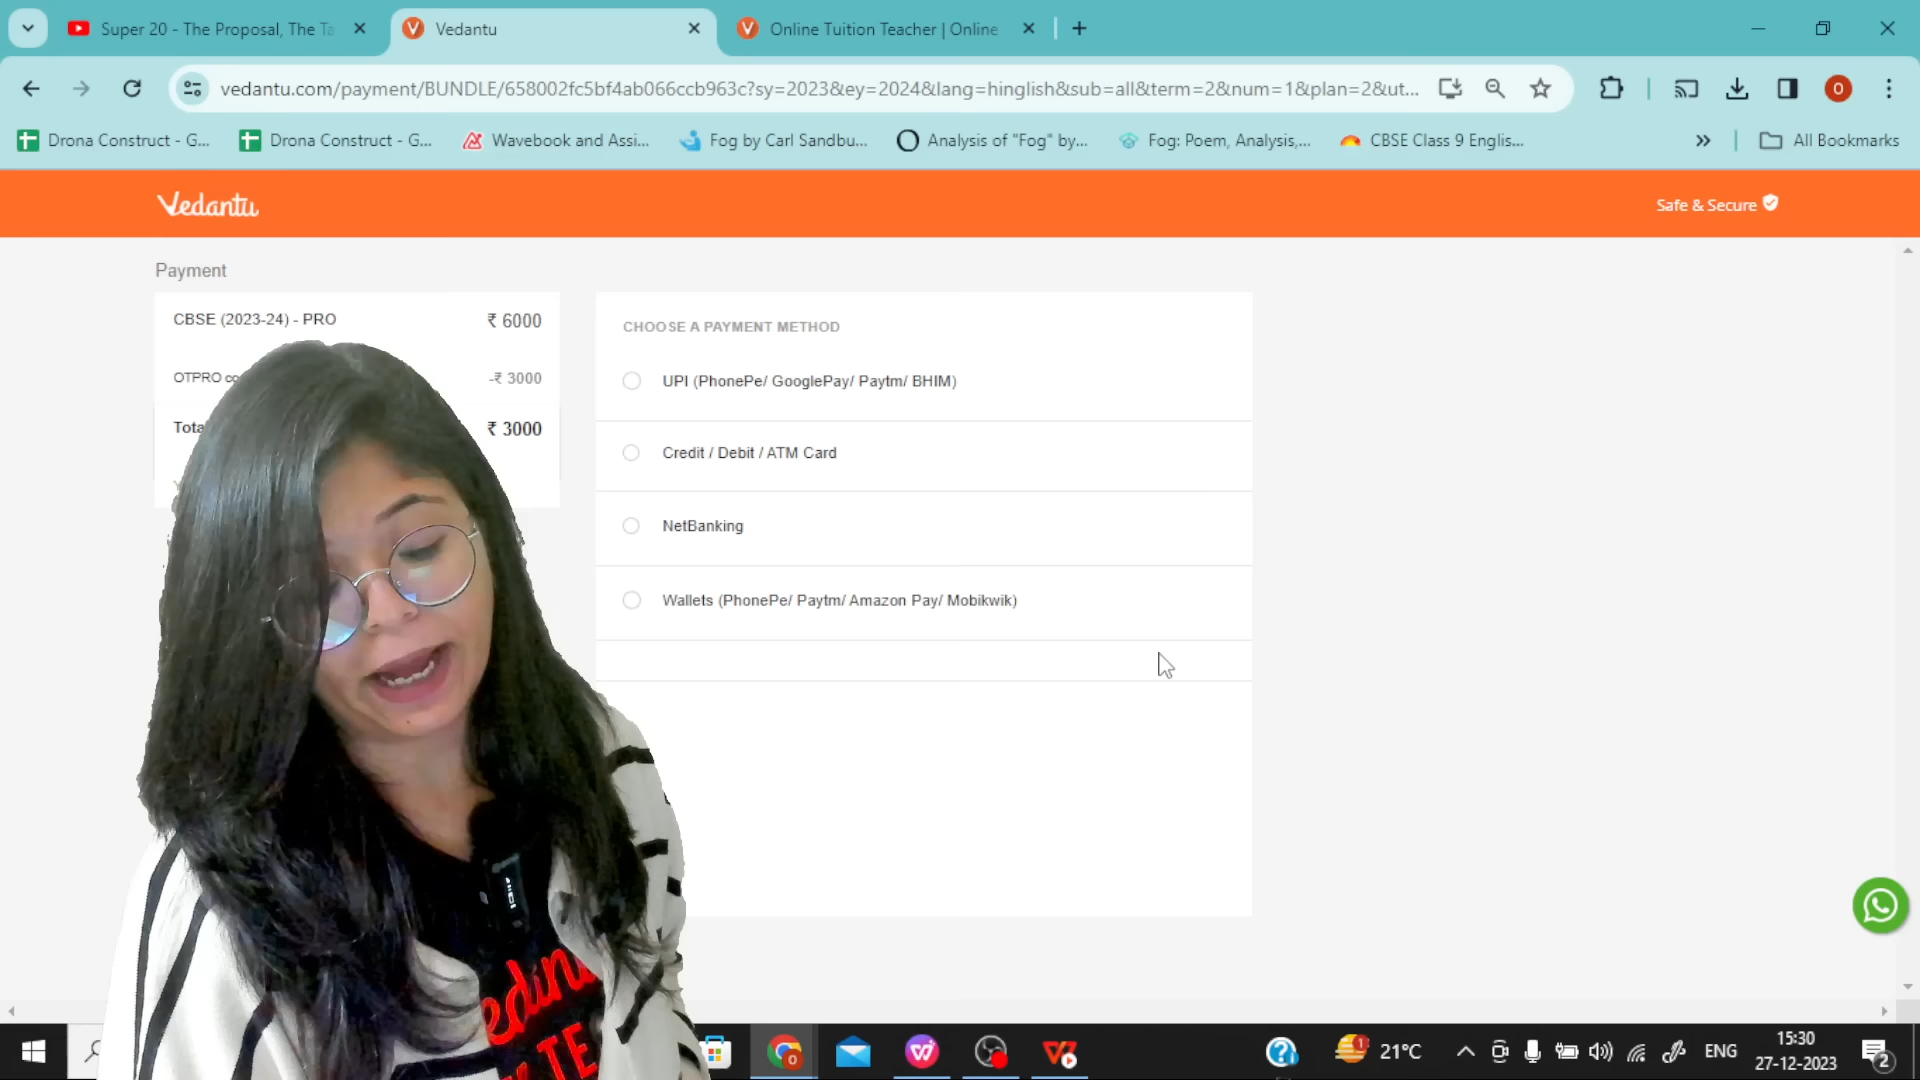 Super 20 - The Proposal, The Ta
Vedantu
Online Tuition Teacher | Online
vedantu.com/payment/BUNDLE/658002fc5bf4ab066ccb963c?sy=2023&ey=2024&lang=hinglish&sub=all&term=2&num=1&plan=2&ut...
O
Drona Construct - G...
Drona Construct - G...
Wavebook and Assi...
Fog by Carl Sandbu...
Analysis of "Fog" by...
Fog: Poem, Analysis,...
CBSE Class 9 Englis...
All Bookmarks
Vedantu
Safe & Secure
Payment
CBSE (2023-24) - PRO ₹ 6000
OTPRO co -₹ 3000
Tota ₹ 3000
CHOOSE A PAYMENT METHOD
UPI (PhonePe/ GooglePay/ Paytm/ BHIM)
Credit / Debit / ATM Card
NetBanking
Wallets (PhonePe/ Paytm/ Amazon Pay/ Mobikwik)
21°C
ENG
15:30
27-12-2023
2